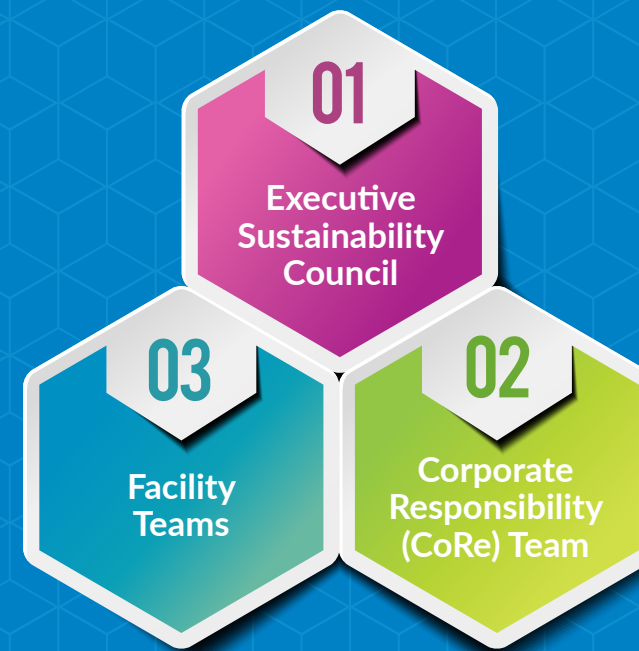 01
Executive
Sustainability
Council
03
Facility
Teams
02
Corporate
Responsibility
(CoRe) Team